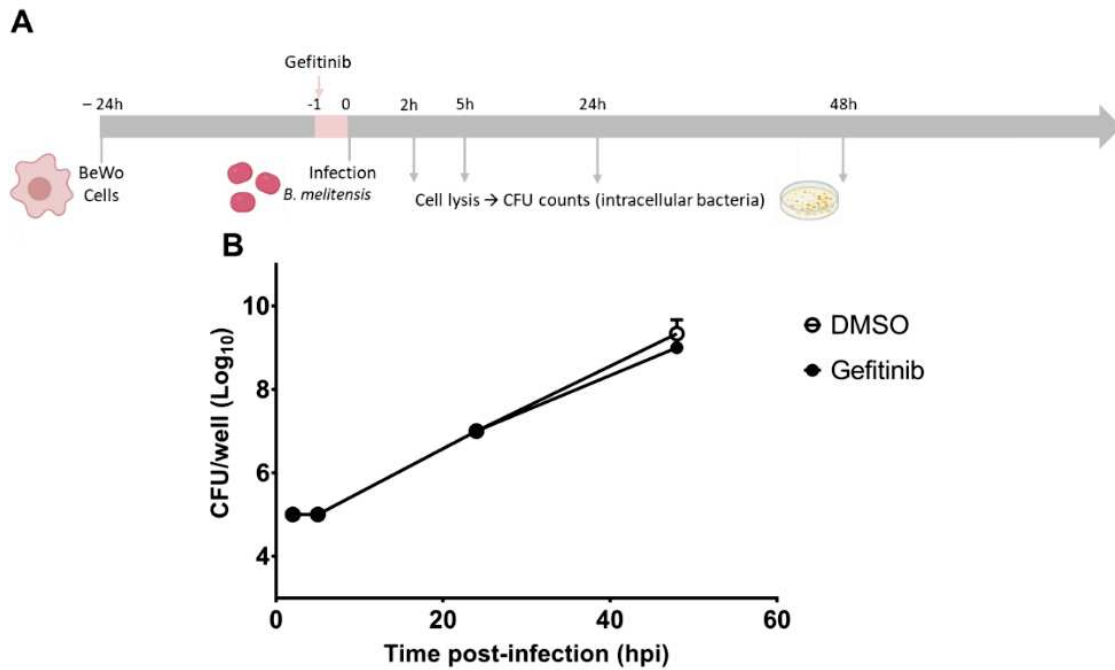 A
Gefitinib
– 24h
-1 0 2h 5h 24h 48h
BeWo
Cells
Infection
B. melitensis
Cell lysis → CFU counts (intracellular bacteria)
B
CFU/well (Log10)
10
8
6
4
0 20 40 60
Time post-infection (hpi)
DMSO
Gefitinib